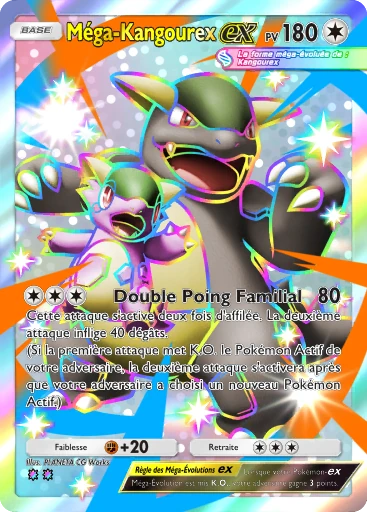 BASE Méga-Kangourex ex PV 180
La forme méga-évoluée de :
Kangourex
Double Poing Familial 80
Cette attaque s'active deux fois d'affilée. La deuxième
attaque inflige 40 dégâts.
(Si la première attaque met K.O. le Pokémon Actif de
votre adversaire, la deuxième attaque s'activera après
que votre adversaire a choisi un nouveau Pokémon
Actif.)
Faiblesse +20 Retraite
Illus. PLANETA CG Works
Règle des Méga-Évolutions ex Lorsque votre Pokémon-ex
Méga-Évolution est mis K.O., votre adversaire gagne 3 points.